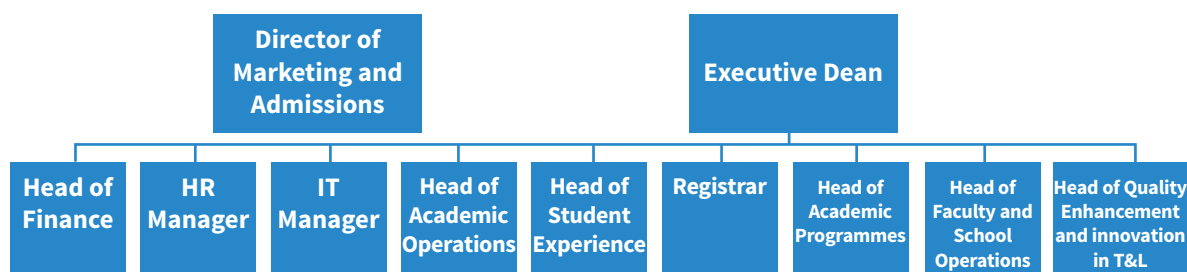 Director of
Marketing and
Admissions
Executive Dean
Head of
Finance
HR
Manager
IT
Manager
Head of
Academic
Operations
Head of
Student
Experience
Registrar
Head of
Academic
Programmes
Head of
Faculty and
School
Operations
Head of Quality
Enhancement
and innovation
in T&L